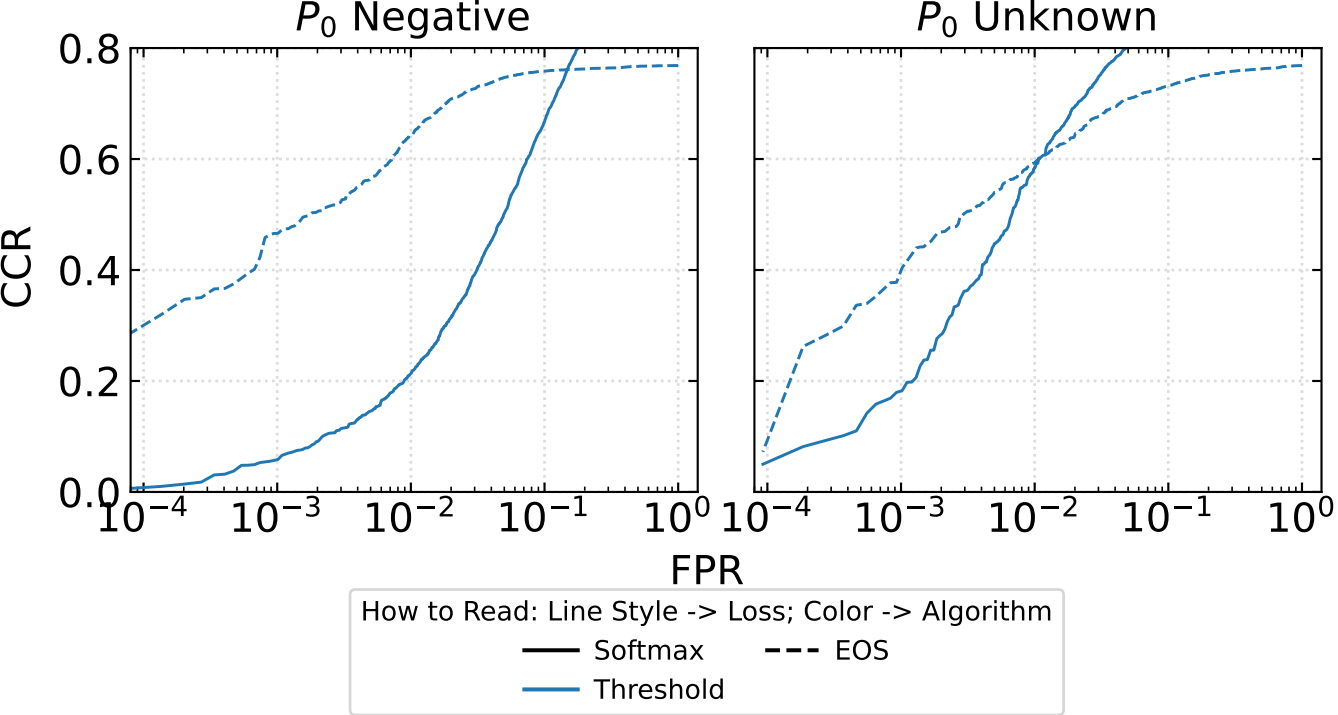 P₀ Negative
P₀ Unknown
CCR
0.8
0.6
0.4
0.2
0.0
10⁻⁴ 10⁻³ 10⁻² 10⁻¹ 10⁰
10⁻⁴ 10⁻³ 10⁻² 10⁻¹ 10⁰
FPR
How to Read: Line Style -> Loss; Color -> Algorithm
Softmax EOS
Threshold